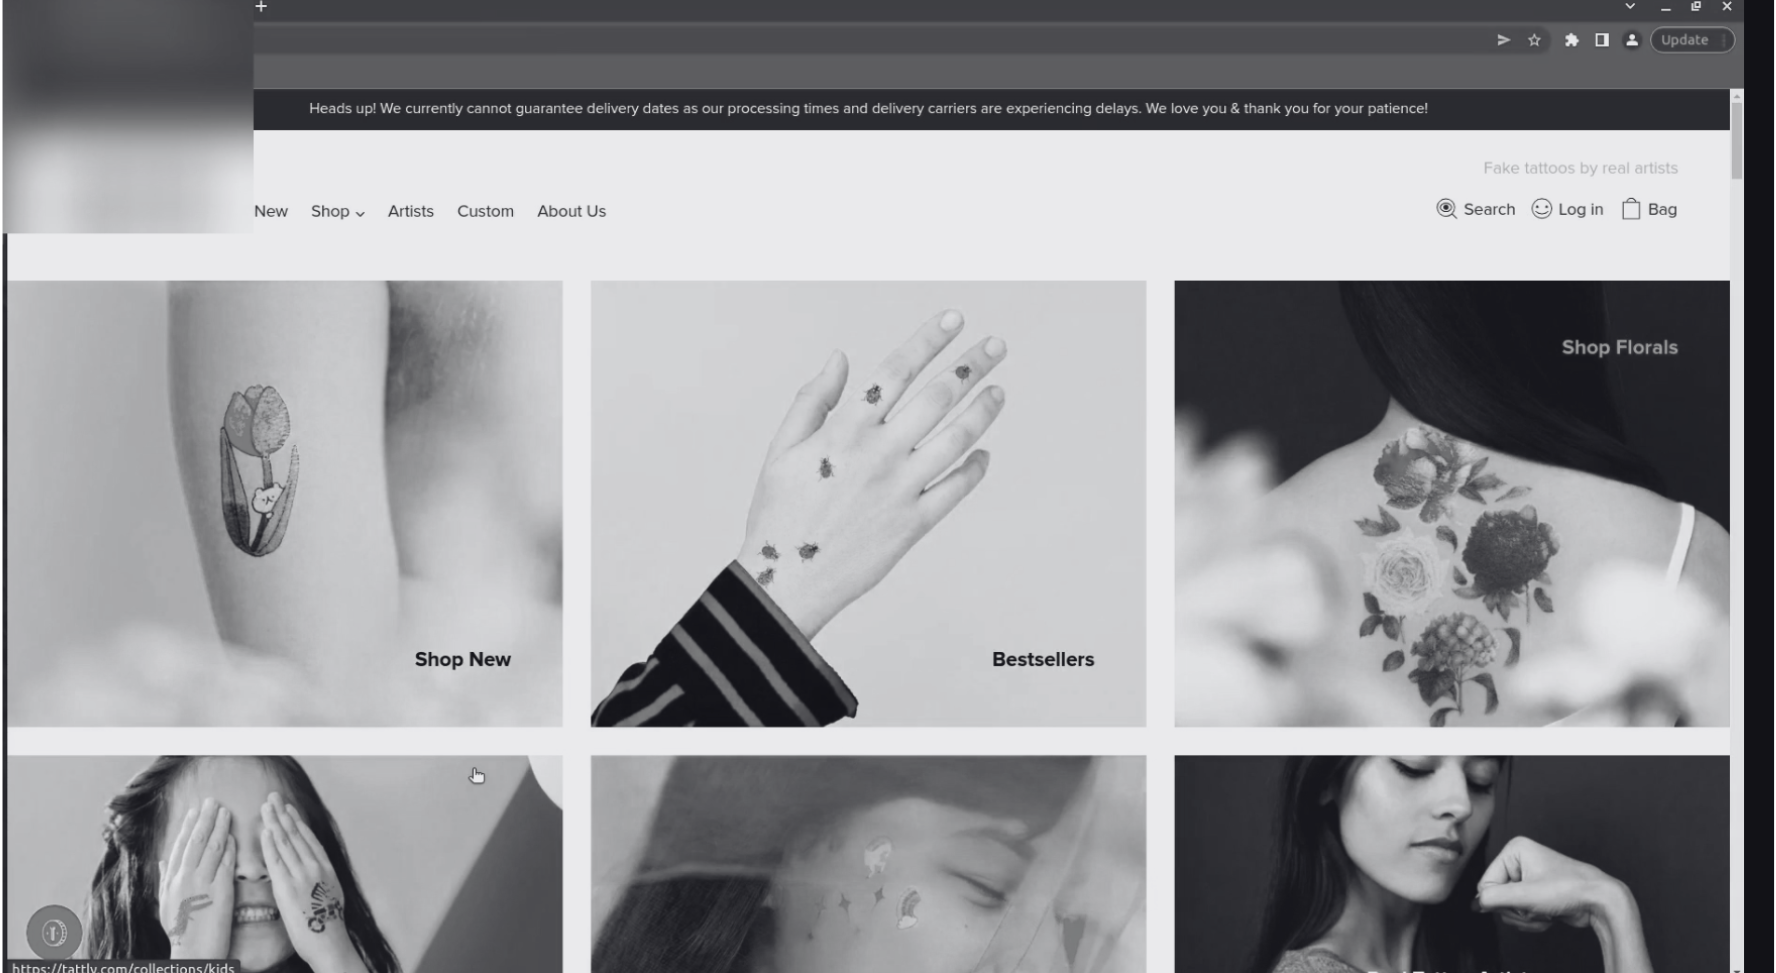 Update
Heads up! We currently cannot guarantee delivery dates as our processing times and delivery carriers are experiencing delays. We love you & thank you for your patience!
Fake tattoos by real artists
New Shop Artists Custom About Us
Search Log in Bag
Shop Florals
Shop New
Bestsellers
https://tattly.com/collections/kids